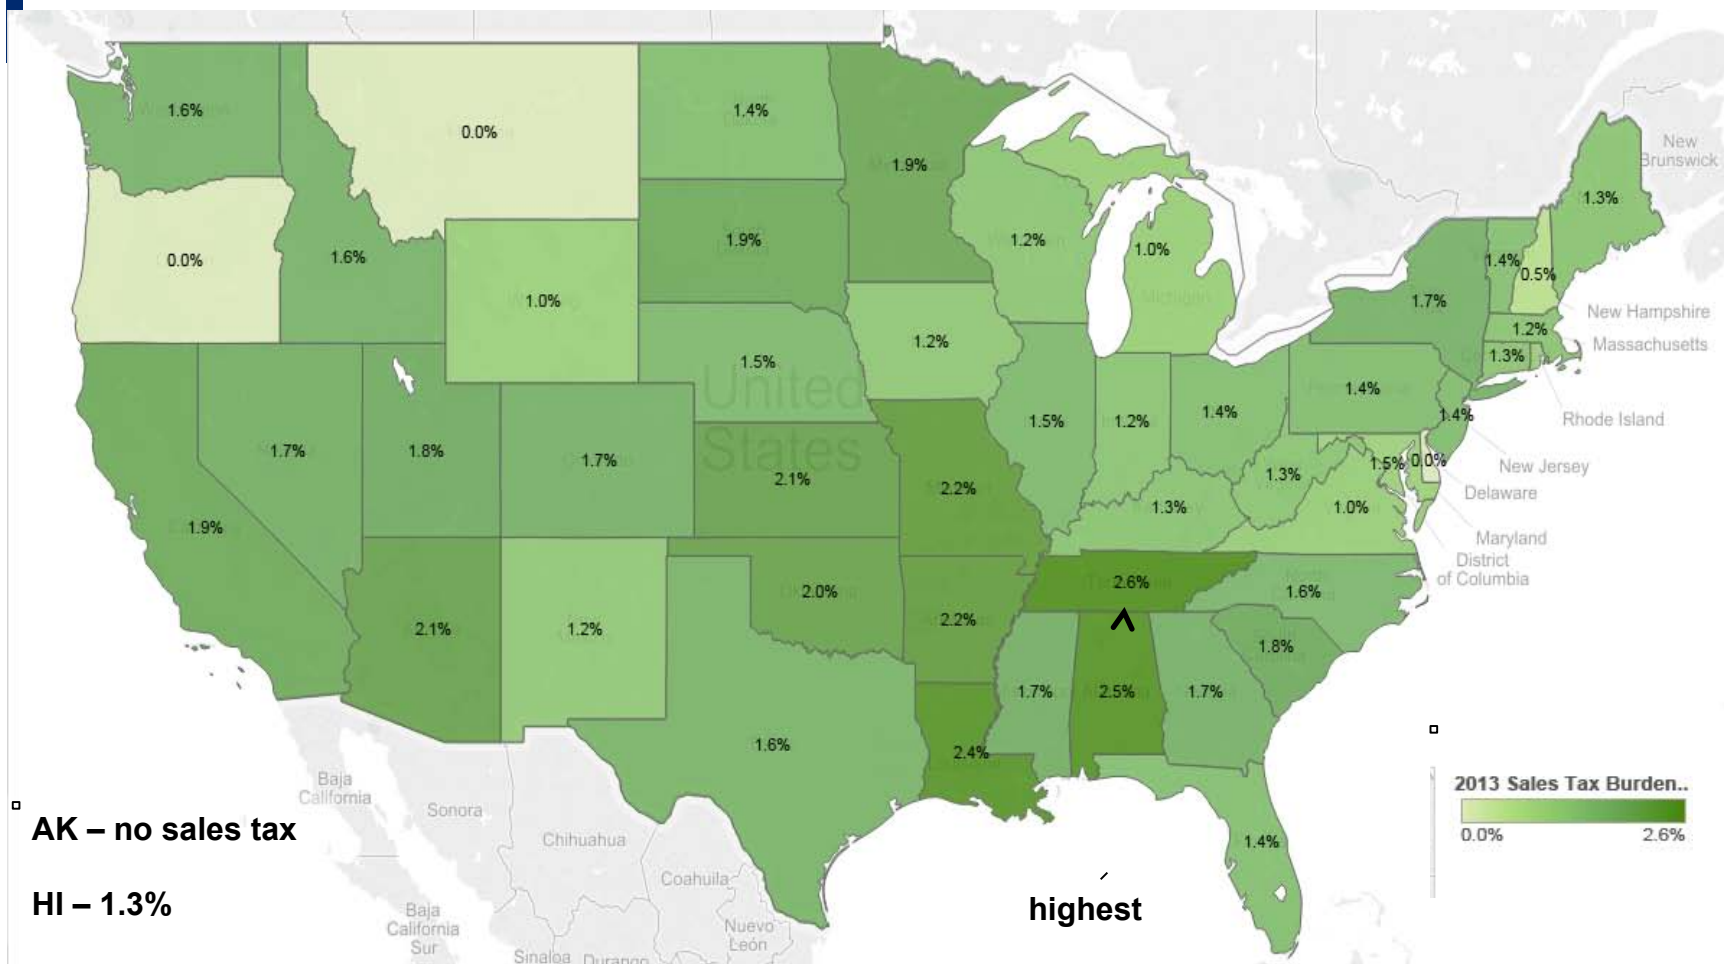 1.6%
0.0%
1.4%
1.9%
New
Brunswick
1.3%
0.0%
1.6%
1.0%
1.9%
1.2%
1.0%
Michigan
1.7%
1.4%
0.5%
New Hampshire
1.2%
Massachusetts
1.3%
Rhode Island
1.5%
1.2%
United
States
1.5%
1.2%
1.4%
1.4%
1.4%
New Jersey
1.7%
1.8%
1.7%
2.1%
2.2%
1.3%
1.5%
0.0%
Delaware
1.9%
1.3%
1.0%
Maryland
District
of Columbia
2.1%
1.2%
2.0%
2.2%
2.6%
1.6%
1.8%
1.6%
2.4%
1.7%
2.5%
1.7%
1.4%
Baja
California
Sonora
Chihuahua
Coahuila
Baja
California
Sur
Sinaloa
Durango
Nuevo
León
AK – no sales tax
HI – 1.3%
highest
2013 Sales Tax Burden..
0.0%
2.6%